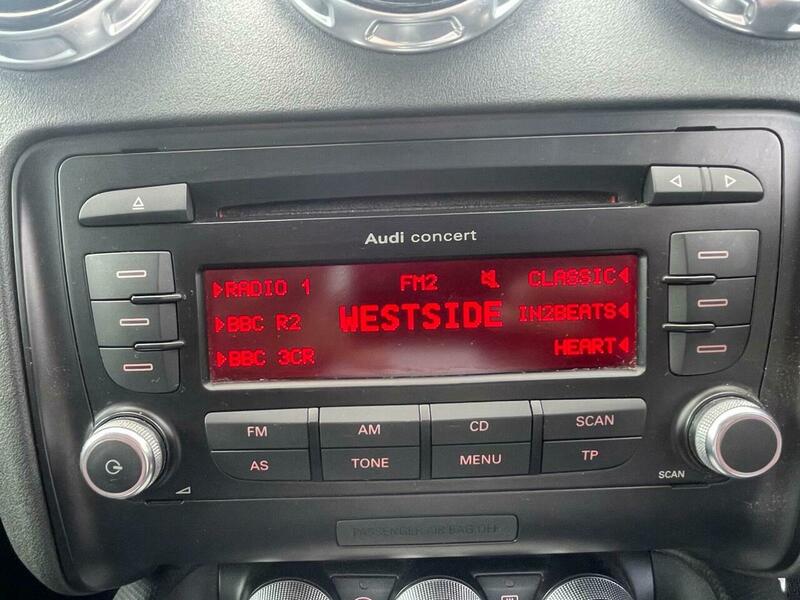 Audi concert
RADIO 1 FM2 CLASSIC
BBC R2 WESTSIDE IN2BEATS
BBC 3CR HEART
FM AM CD SCAN
AS TONE MENU TP
SCAN
PASSENGER AIR BAG OFF